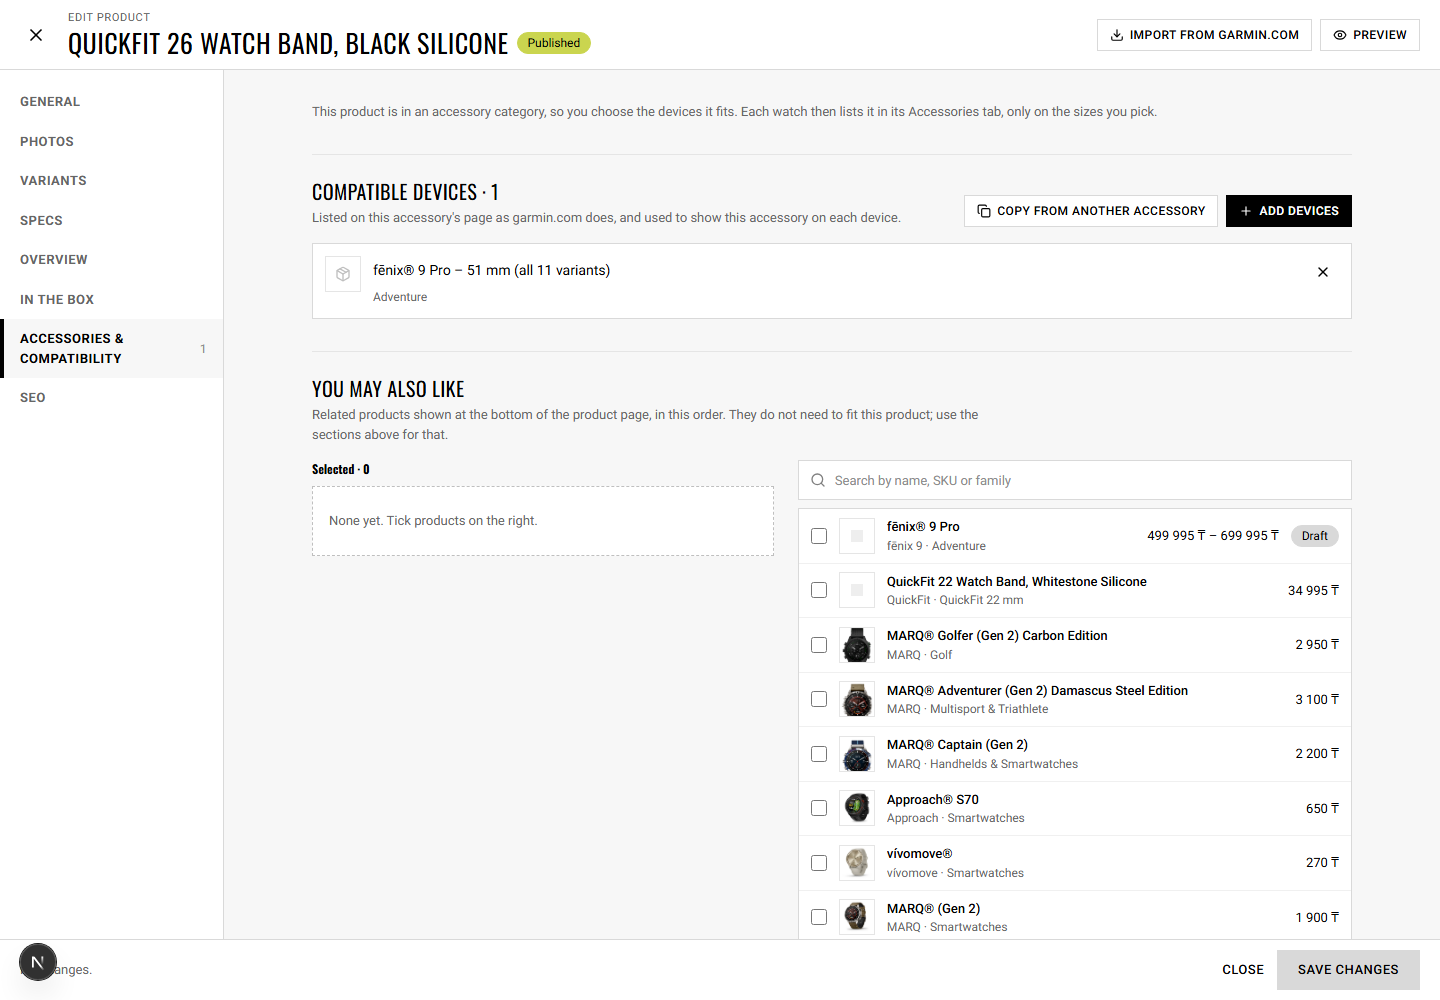 EDIT PRODUCT
QUICKFIT 26 WATCH BAND, BLACK SILICONE
Published
IMPORT FROM GARMIN.COM
PREVIEW
GENERAL
PHOTOS
VARIANTS
SPECS
OVERVIEW
IN THE BOX
ACCESSORIES &
COMPATIBILITY
1
SEO
This product is in an accessory category, so you choose the devices it fits. Each watch then lists it in its Accessories tab, only on the sizes you pick.
COMPATIBLE DEVICES · 1
Listed on this accessory's page as garmin.com does, and used to show this accessory on each device.
COPY FROM ANOTHER ACCESSORY
ADD DEVICES
fēnix® 9 Pro – 51 mm (all 11 variants)
Adventure
YOU MAY ALSO LIKE
Related products shown at the bottom of the product page, in this order. They do not need to fit this product; use the
sections above for that.
Selected · 0
None yet. Tick products on the right.
Search by name, SKU or family
fēnix® 9 Pro
fēnix 9 · Adventure
499 995 ₸ – 699 995 ₸
Draft
QuickFit 22 Watch Band, Whitestone Silicone
QuickFit · QuickFit 22 mm
34 995 ₸
MARQ® Golfer (Gen 2) Carbon Edition
MARQ · Golf
2 950 ₸
MARQ® Adventurer (Gen 2) Damascus Steel Edition
MARQ · Multisport & Triathlete
3 100 ₸
MARQ® Captain (Gen 2)
MARQ · Handhelds & Smartwatches
2 200 ₸
Approach® S70
Approach · Smartwatches
650 ₸
vívomove®
vívomove · Smartwatches
270 ₸
MARQ® (Gen 2)
MARQ · Smartwatches
1 900 ₸
N
anges.
CLOSE
SAVE CHANGES